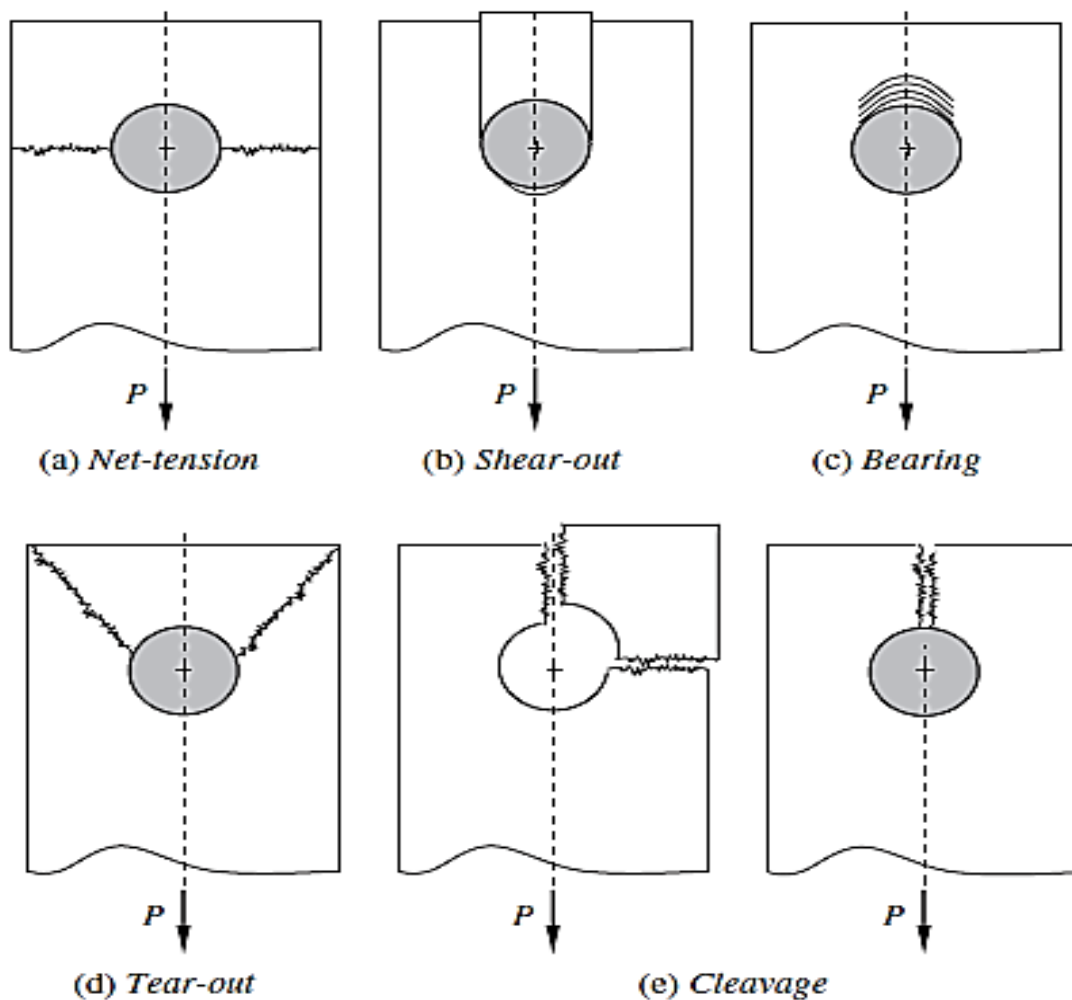 P
P
P
(a) Net-tension
(b) Shear-out
(c) Bearing
P
P
P
(d) Tear-out
(e) Cleavage